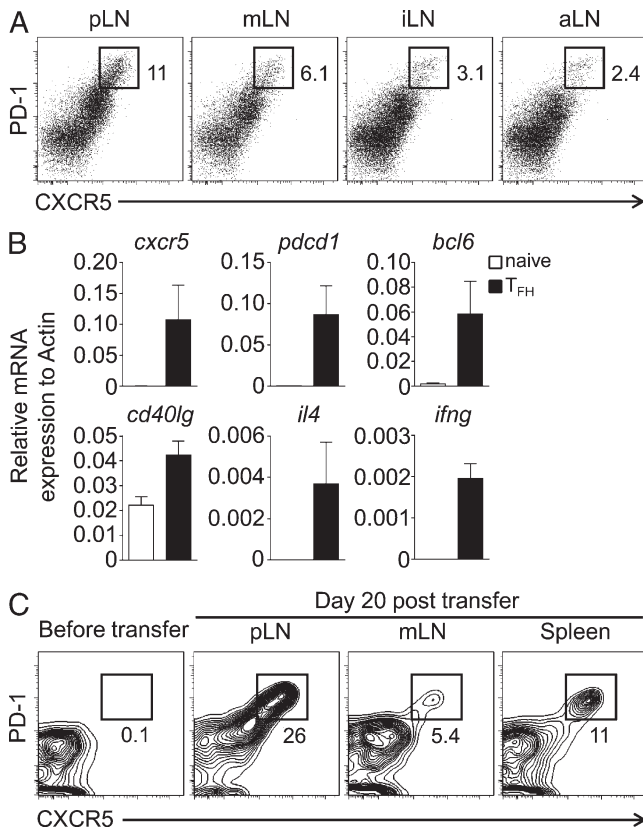 A
pLN mLN iLN aLN
11 6.1 3.1 2.4
PD-1
CXCR5
B
cxcr5 pdcd1 bcl6
naive
TFH
0.20 0.15 0.10
0.15 0.10 0.08
0.10 0.05 0.06
0.05 0.04
0 0 0.02
0
Relative mRNA
expression to Actin
cd40lg il4 ifng
0.05 0.006 0.003
0.04 0.004 0.002
0.03 0.002 0.001
0.02 0 0
0.01
0
C
Day 20 post transfer
Before transfer pLN mLN Spleen
0.1 26 5.4 11
PD-1
CXCR5